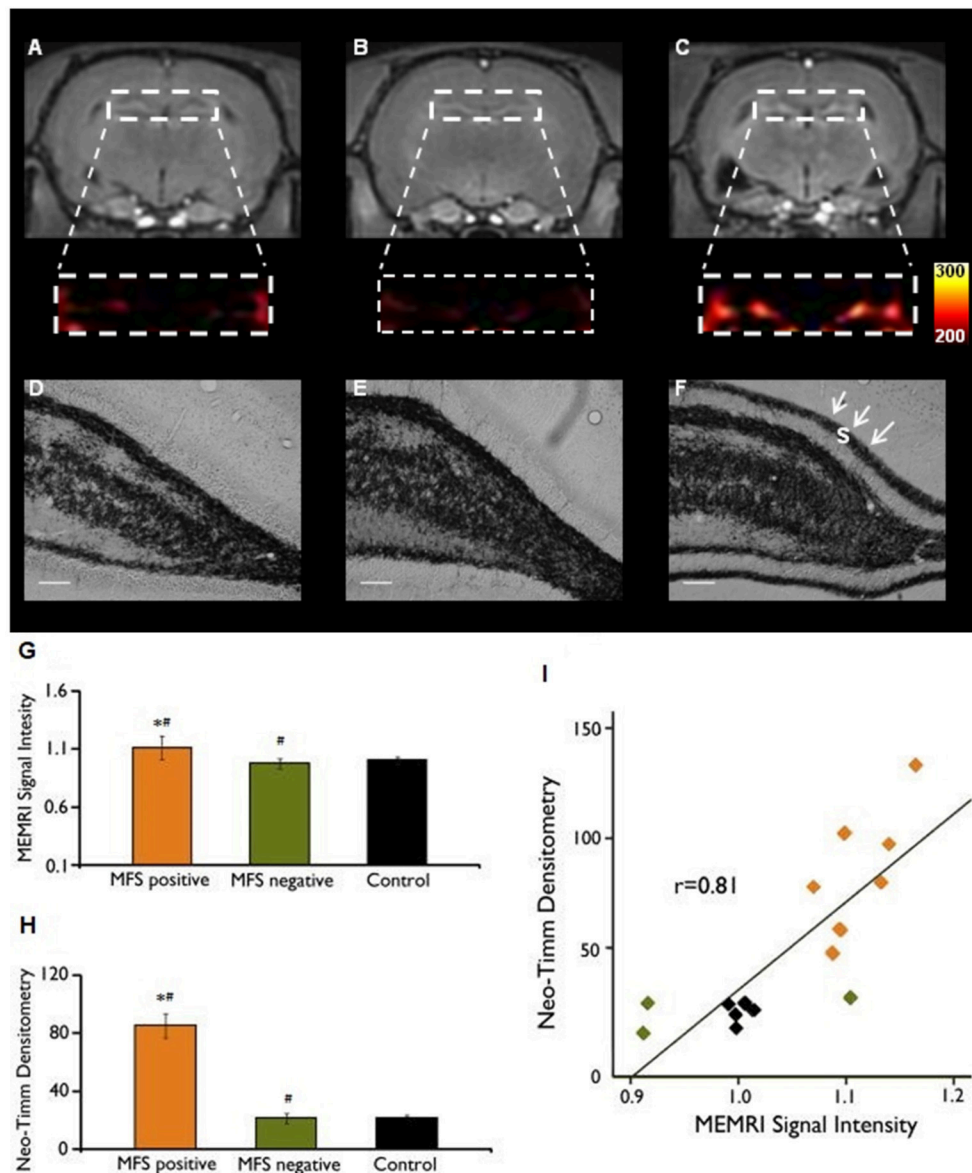 A
B
C
300
200
D
E
F
S
G
MEMRI Signal Intesity
1.6
1.1
0.6
0.1
*#
#
MFS positive
MFS negative
Control
H
Neo-Timm Densitometry
120
80
40
0
*#
#
MFS positive
MFS negative
Control
I
Neo-Timm Densitometry
150
100
50
0
r=0.81
0.9
1.0
1.1
1.2
MEMRI Signal Intensity